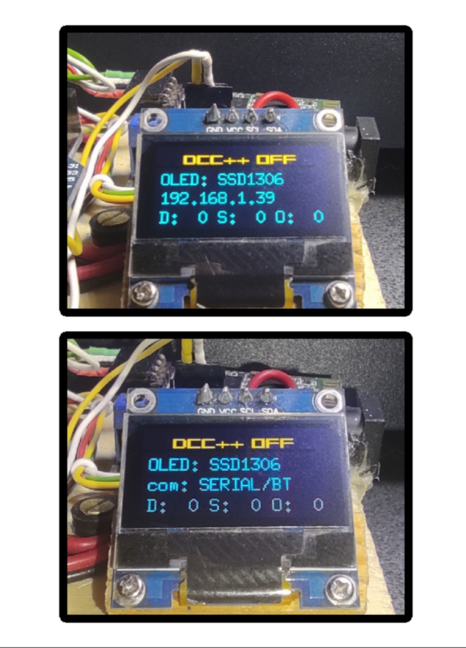 GND VCC SCL SDA
DCC++ OFF
OLED: SSD1306
192.168.1.39
D: 0 S: 0 O: 0
GND VCC SCL SDA
DCC++ OFF
OLED: SSD1306
com: SERIAL/BT
D: 0 S: 0 O: 0